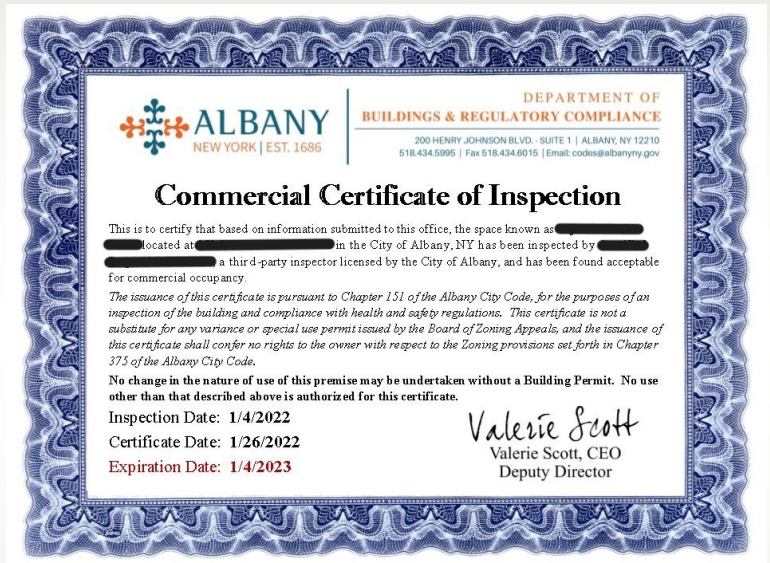 ALBANY
NEW YORK | EST. 1686
DEPARTMENT OF
BUILDINGS & REGULATORY COMPLIANCE
200 HENRY JOHNSON BLVD. - SUITE 1 | ALBANY, NY 12210
518.434.5995 | Fax 518.434.6015 | Email: codes@albanyny.gov
Commercial Certificate of Inspection
This is to certify that based on information submitted to this office, the space known as
located at in the City of Albany, NY has been inspected by
a third-party inspector licensed by the City of Albany, and has been found acceptable
for commercial occupancy.
The issuance of this certificate is pursuant to Chapter 151 of the Albany City Code, for the purposes of an
inspection of the building and compliance with health and safety regulations. This certificate is not a
substitute for any variance or special use permit issued by the Board of Zoning Appeals, and the issuance of
this certificate shall confer no rights to the owner with respect to the Zoning provisions set forth in Chapter
375 of the Albany City Code.
No change in the nature of use of this premise may be undertaken without a Building Permit. No use
other than that described above is authorized for this certificate.
Inspection Date: 1/4/2022
Certificate Date: 1/26/2022
Expiration Date: 1/4/2023
Valerie Scott
Valerie Scott, CEO
Deputy Director